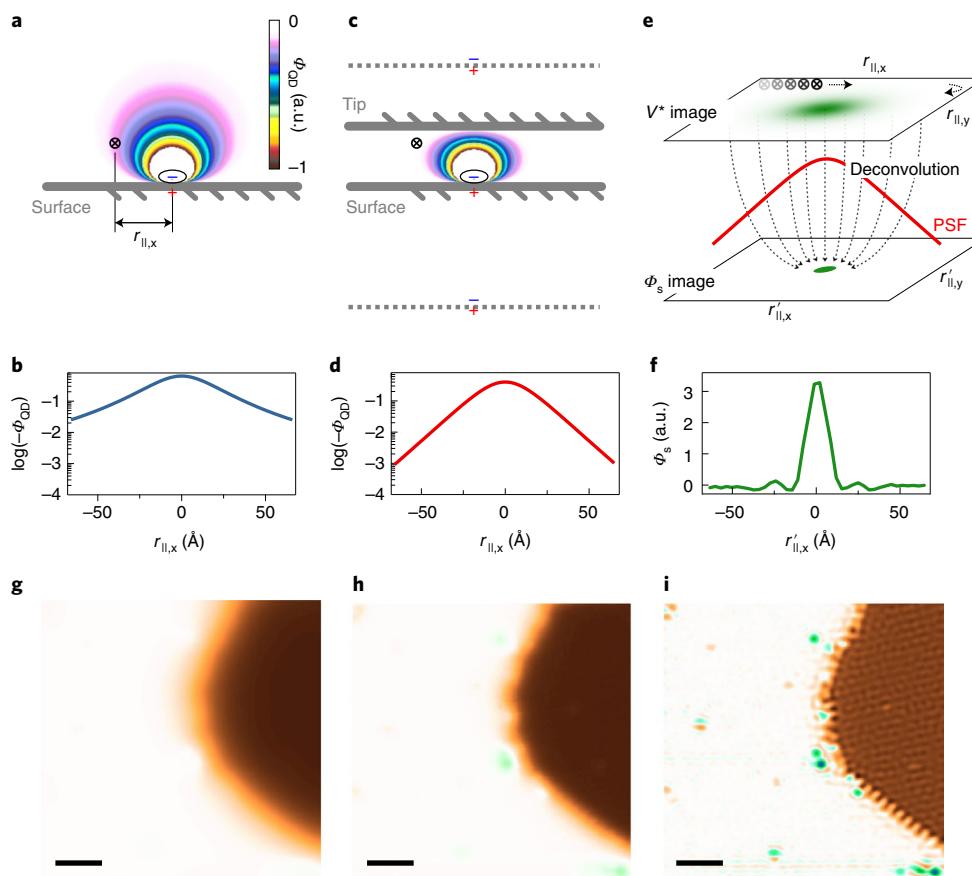 a
0
Φ_QD (a.u.)
−1
−
+
Surface
r_||,x
c
−
+
Tip
−
+
Surface
−
+
e
r_||,x
V* image
r_||,y
Deconvolution
PSF
Φ_s image
r′_||,y
r′_||,x
b
log(−Φ_QD)
−1
−2
−3
−4
−50 0 50
r_||,x (Å)
d
log(−Φ_QD)
−1
−2
−3
−4
−50 0 50
r_||,x (Å)
f
Φ_s (a.u.)
3
2
1
0
−50 0 50
r′_||,x (Å)
g
h
i